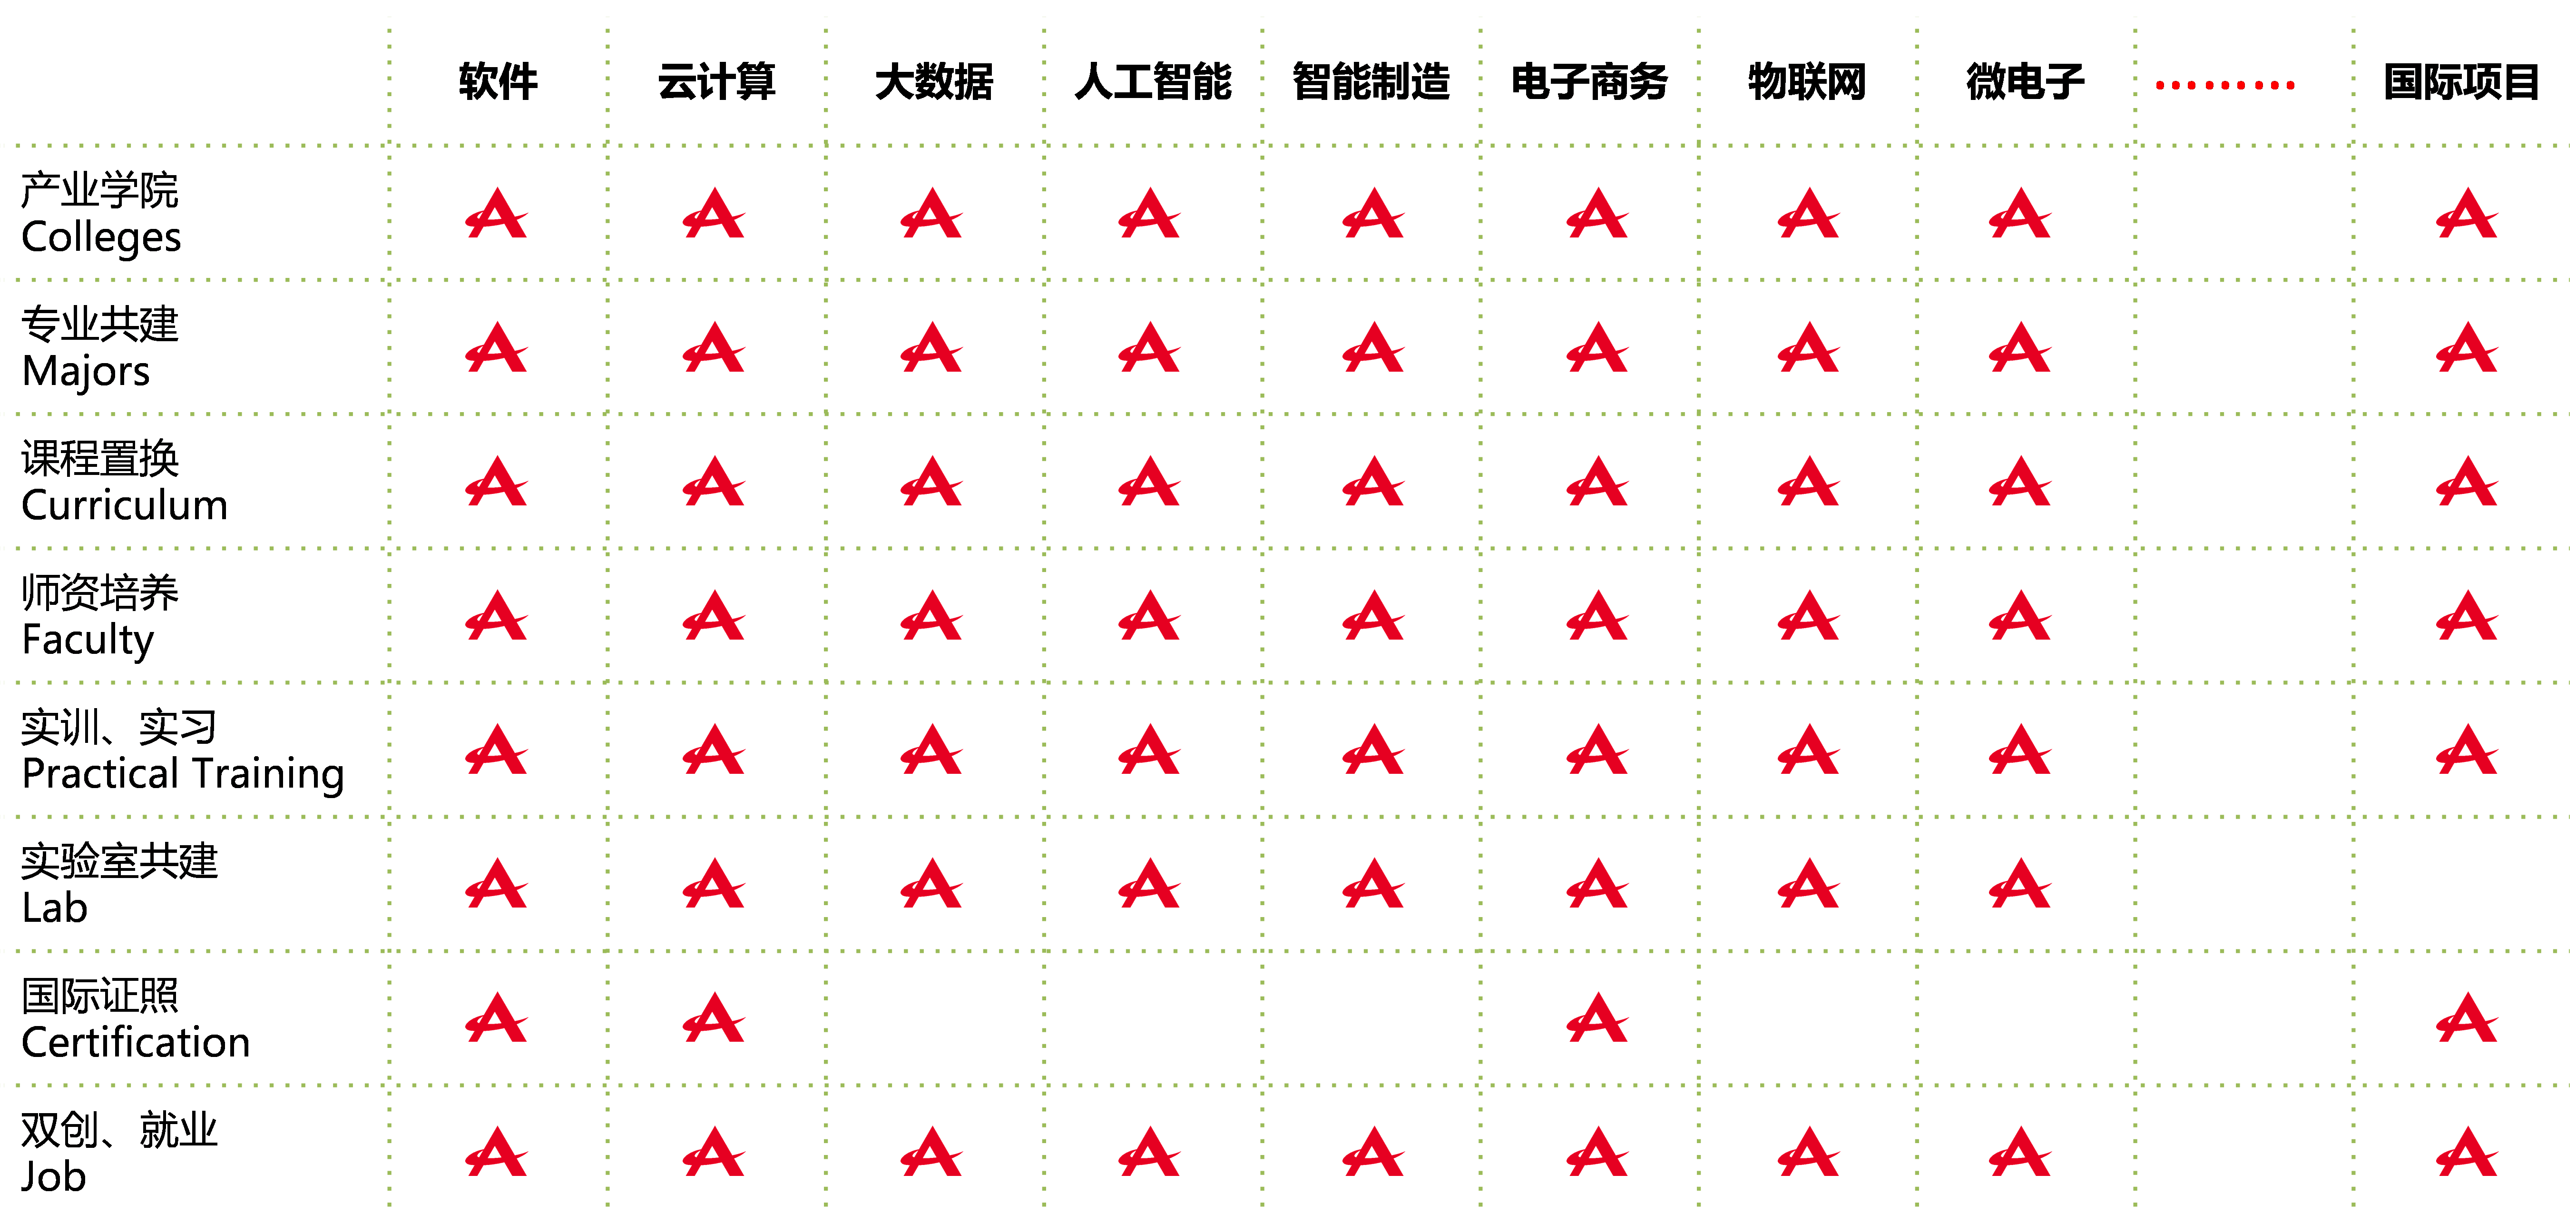 软件 云计算 大数据 人工智能 智能制造 电子商务 物联网 微电子 ……… 国际项目
产业学院
Colleges
专业共建
Majors
课程置换
Curriculum
师资培养
Faculty
实训、实习
Practical Training
实验室共建
Lab
国际证照
Certification
双创、就业
Job